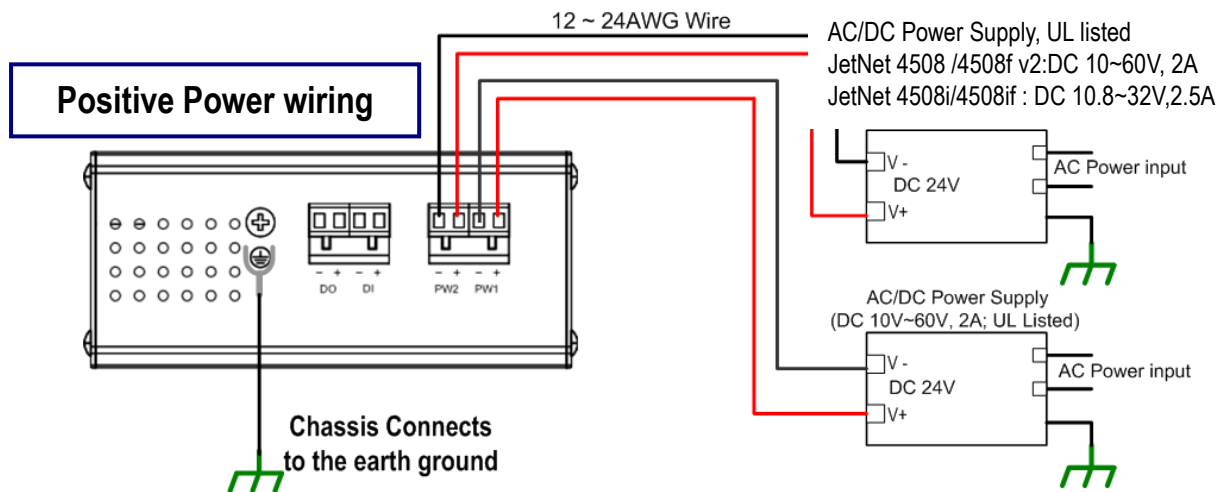 12 ~ 24AWG Wire
AC/DC Power Supply, UL listed
JetNet 4508 /4508f v2:DC 10~60V, 2A
JetNet 4508i/4508if : DC 10.8~32V,2.5A
Positive Power wiring
V -
DC 24V
V+
AC Power input
- + - +
DO DI
- + - +
PW2 PW1
AC/DC Power Supply
(DC 10V~60V, 2A; UL Listed)
V -
DC 24V
V+
AC Power input
Chassis Connects
to the earth ground